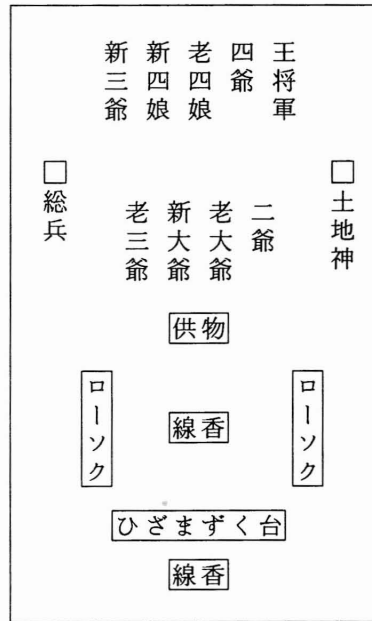 王将軍
四爺
老四娘
新四娘
新三爺
□土地神
□総兵
二爺
老大爺
新大爺
老三爺
供物
ローソク
線香
ローソク
ひざまずく台
線香